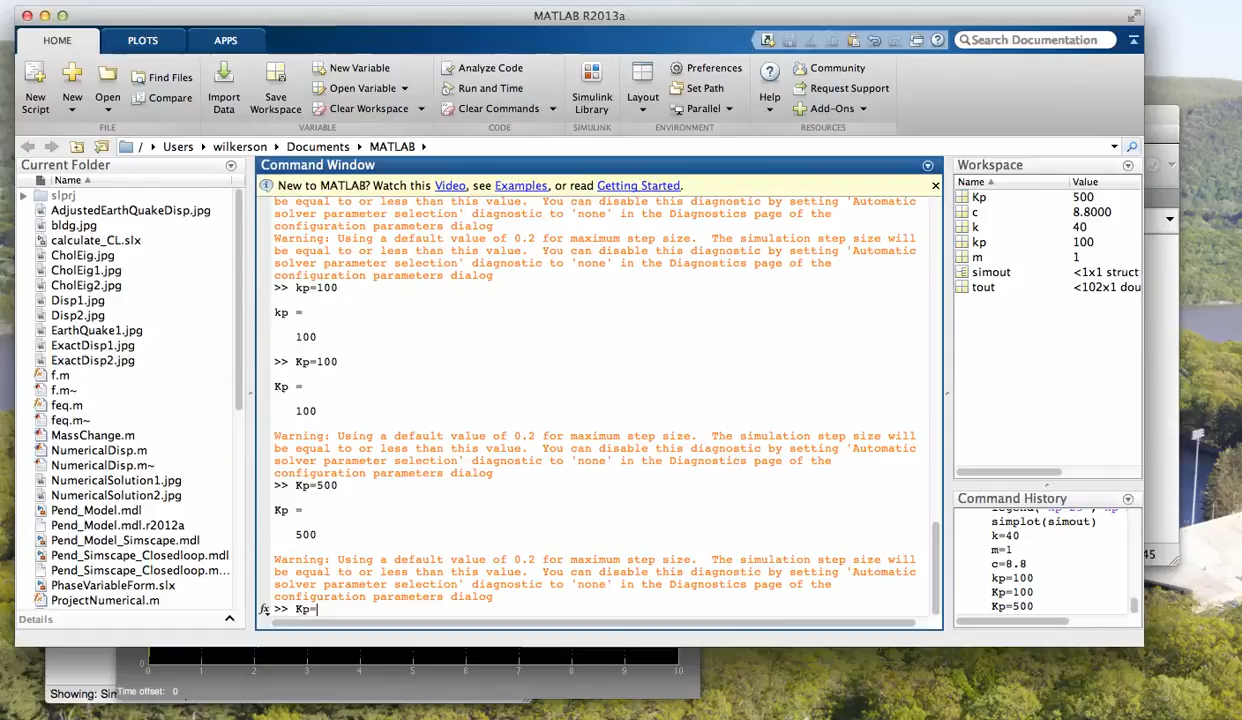 MATLAB R2013a
HOME
PLOTS
APPS
Search Documentation
New Script
New
Open
Find Files
Compare
FILE
Import Data
Save Workspace
New Variable
Open Variable
Clear Workspace
VARIABLE
Analyze Code
Run and Time
Clear Commands
CODE
Simulink Library
SIMULINK
Layout
Preferences
Set Path
Parallel
ENVIRONMENT
Help
Community
Request Support
Add-Ons
RESOURCES
/ Users wilkerson Documents MATLAB
Current Folder
Name
slprj
AdjustedEarthQuakeDisp.jpg
bldg.jpg
calculate_CL.slx
CholEig.jpg
CholEig1.jpg
CholEig2.jpg
Disp1.jpg
Disp2.jpg
EarthQuake1.jpg
ExactDisp1.jpg
ExactDisp2.jpg
f.m
f.m~
feq.m
feq.m~
MassChange.m
NumericalDisp.m
NumericalDisp.m~
NumericalSolution1.jpg
NumericalSolution2.jpg
Pend_Model.mdl
Pend_Model.mdl.r2012a
Pend_Model_Simscape.mdl
Pend_Simscape_Closedloop.mdl
Pend_Simscape_Closedloop.m...
PhaseVariableForm.slx
ProjectNumerical.m
Details
Command Window
New to MATLAB? Watch this Video, see Examples, or read Getting Started.
be equal to or less than this value. You can disable this diagnostic by setting 'Automatic
solver parameter selection' diagnostic to 'none' in the Diagnostics page of the
configuration parameters dialog
Warning: Using a default value of 0.2 for maximum step size. The simulation step size will
be equal to or less than this value. You can disable this diagnostic by setting 'Automatic
solver parameter selection' diagnostic to 'none' in the Diagnostics page of the
configuration parameters dialog
>> kp=100
kp =
100
>> Kp=100
Kp =
100
Warning: Using a default value of 0.2 for maximum step size. The simulation step size will
be equal to or less than this value. You can disable this diagnostic by setting 'Automatic
solver parameter selection' diagnostic to 'none' in the Diagnostics page of the
configuration parameters dialog
>> Kp=500
Kp =
500
Warning: Using a default value of 0.2 for maximum step size. The simulation step size will
be equal to or less than this value. You can disable this diagnostic by setting 'Automatic
solver parameter selection' diagnostic to 'none' in the Diagnostics page of the
configuration parameters dialog
fx >> Kp=
Workspace
Name Value
Kp 500
c 8.8000
k 40
kp 100
m 1
simout <1x1 struct
tout <102x1 dou
Command History
simplot(simout)
k=40
m=1
c=8.8
kp=100
Kp=100
Kp=500
45
0 0 1 2 3 4 5 6 7 8 9 10
Showing: Sim
Time offset: 0